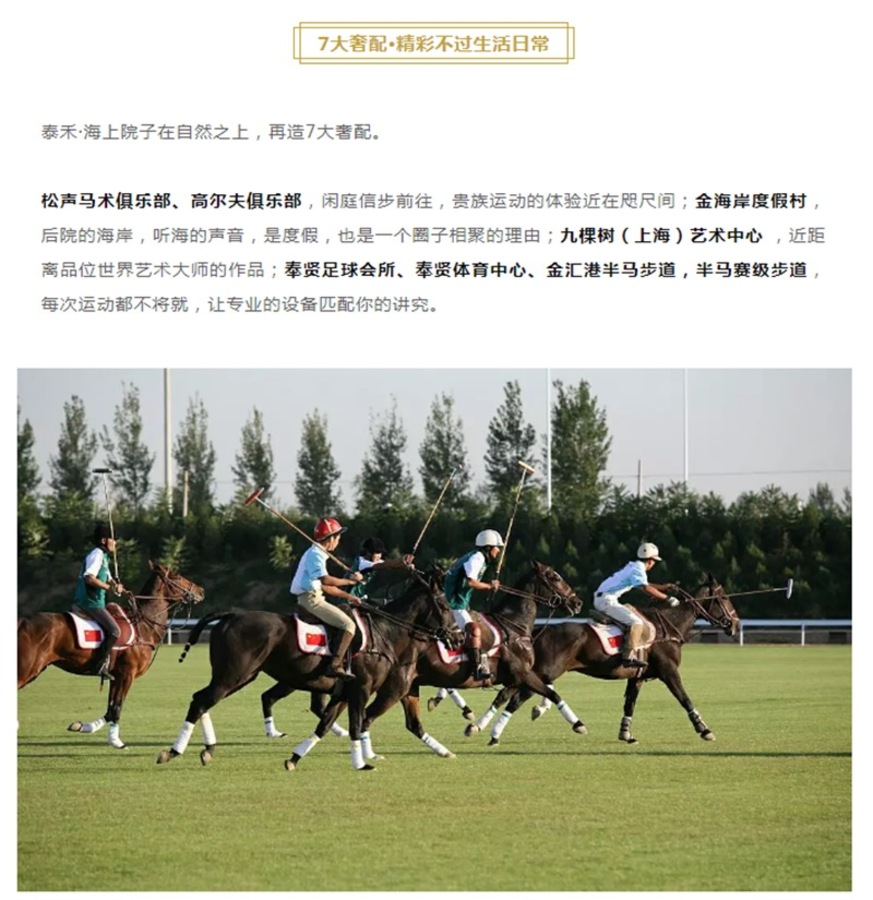 7大奢配•精彩不过生活日常
泰禾·海上院子在自然之上，再造7大奢配。
松声马术俱乐部、高尔夫俱乐部，闲庭信步前往，贵族运动的体验近在咫尺间；金海岸度假村，
后院的海岸，听海的声音，是度假，也是一个圈子相聚的理由；九棵树（上海）艺术中心 ，近距
离品位世界艺术大师的作品；奉贤足球会所、奉贤体育中心、金汇港半马步道，半马赛级步道，
每次运动都不将就，让专业的设备匹配你的讲究。